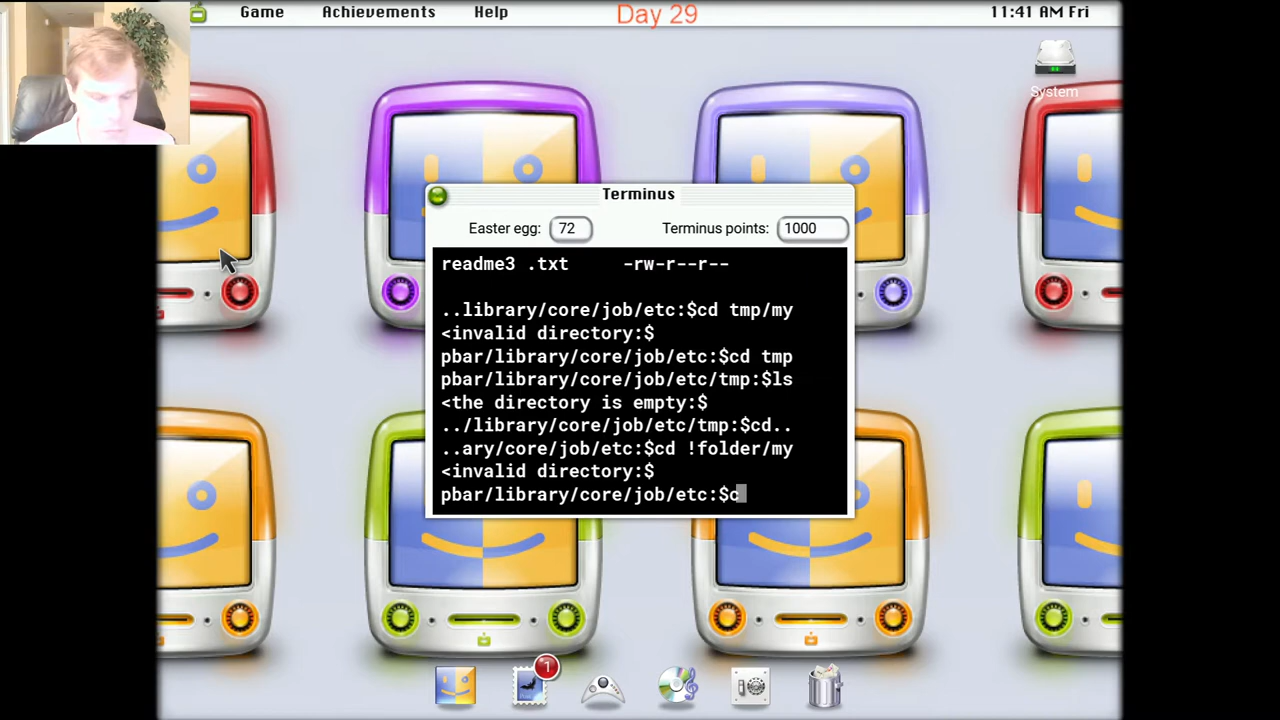 Game Achievements Help Day 29 11:41 AM Fri
System
Terminus
Easter egg: 72 Terminus points: 1000
readme3 .txt -rw-r--r--
..library/core/job/etc:$cd tmp/my
<invalid directory:$
pbar/library/core/job/etc:$cd tmp
pbar/library/core/job/etc/tmp:$ls
<the directory is empty:$
../library/core/job/etc/tmp:$cd..
..ary/core/job/etc:$cd !folder/my
<invalid directory:$
pbar/library/core/job/etc:$c
1